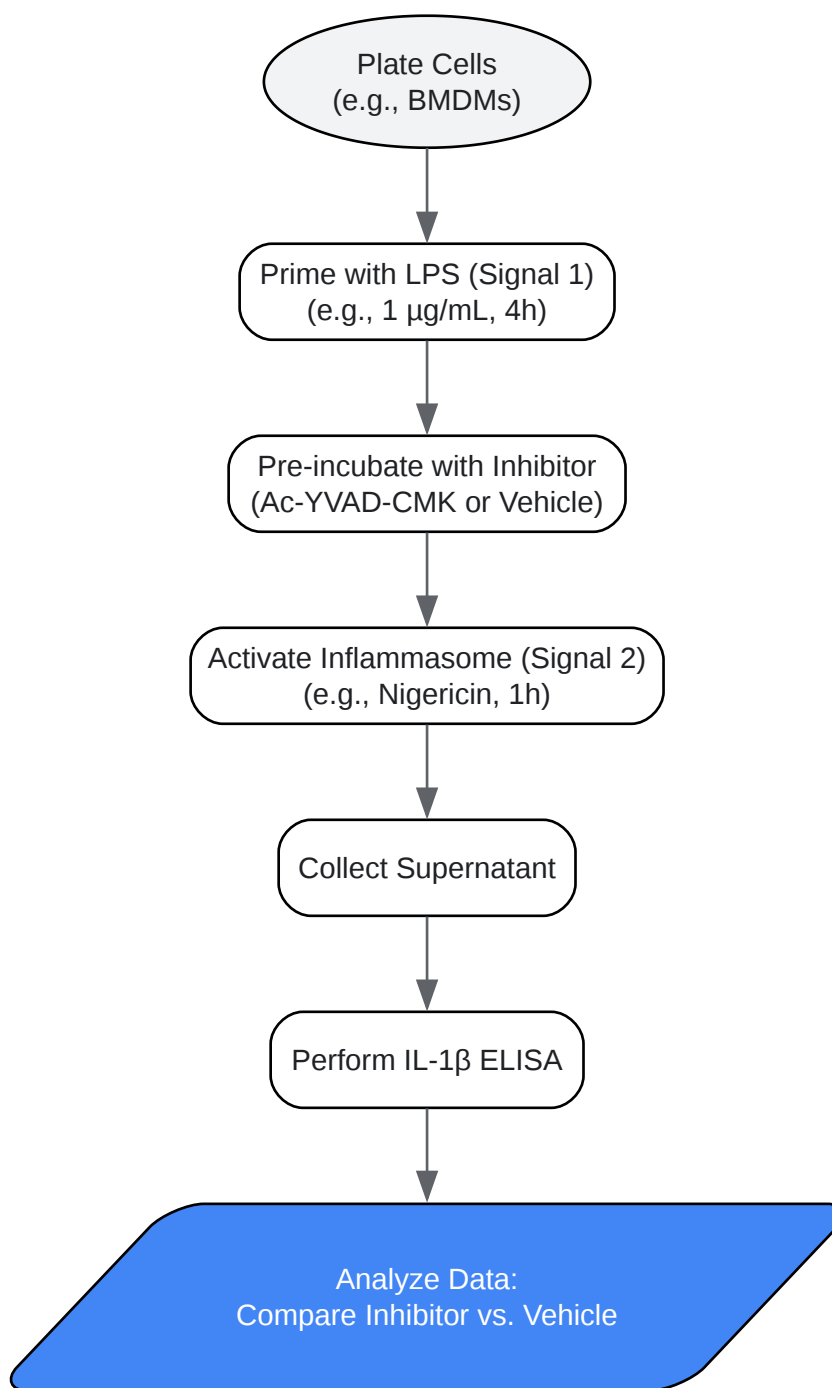 Plate Cells
(e.g., BMDMs)
Prime with LPS (Signal 1)
(e.g., 1 µg/mL, 4h)
Pre-incubate with Inhibitor
(Ac-YVAD-CMK or Vehicle)
Activate Inflammasome (Signal 2)
(e.g., Nigericin, 1h)
Collect Supernatant
Perform IL-1β ELISA
Analyze Data:
Compare Inhibitor vs. Vehicle